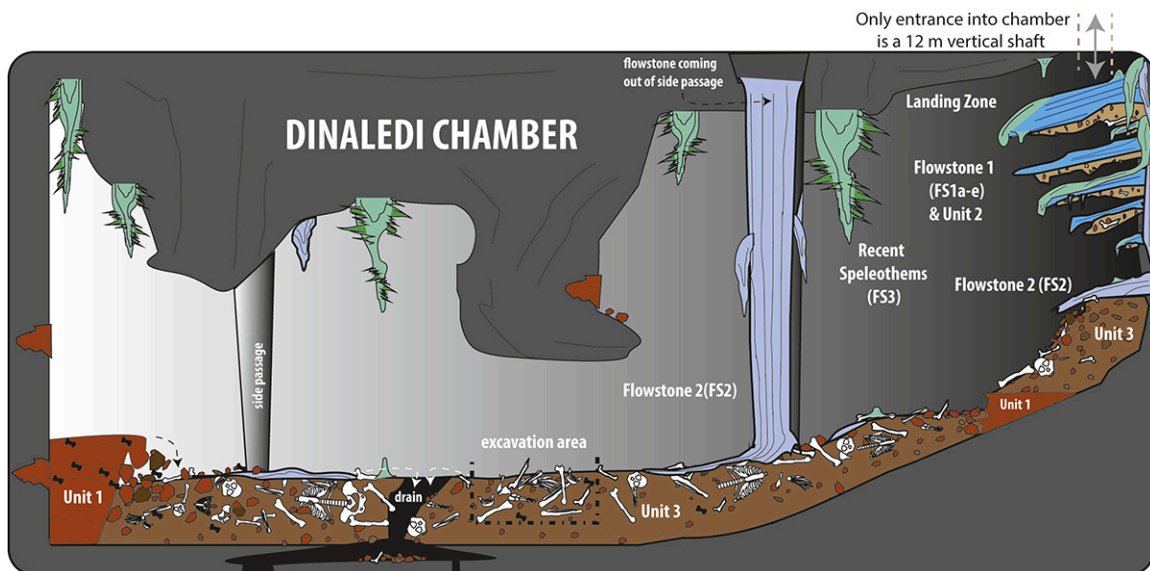 Only entrance into chamber
is a 12 m vertical shaft
flowstone coming
out of side passage
Landing Zone
DINALEDI CHAMBER
Flowstone 1
(FS1a-e)
& Unit 2
Recent
Speleothems
(FS3)
Flowstone 2 (FS2)
Unit 3
side passage
Flowstone 2(FS2)
Unit 1
excavation area
Unit 1
drain
Unit 3